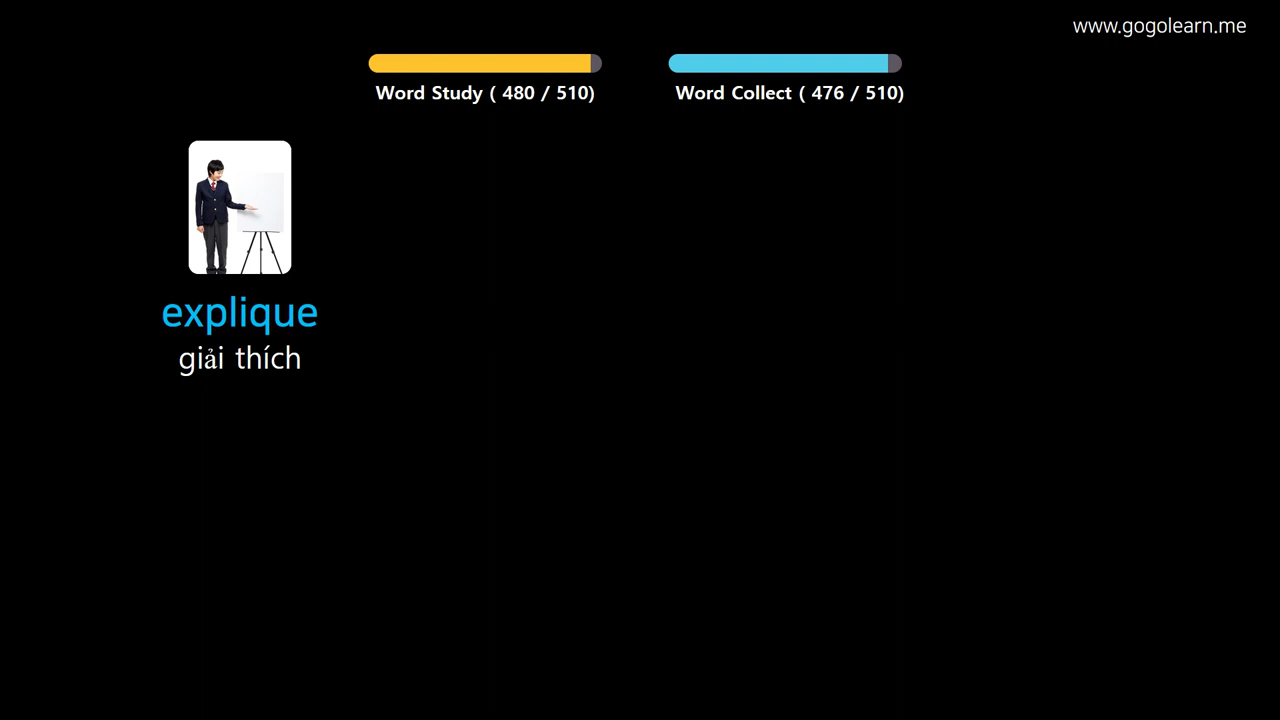 www.gogolearn.me
Word Study ( 480 / 510)
Word Collect ( 476 / 510)
explique
giải thích